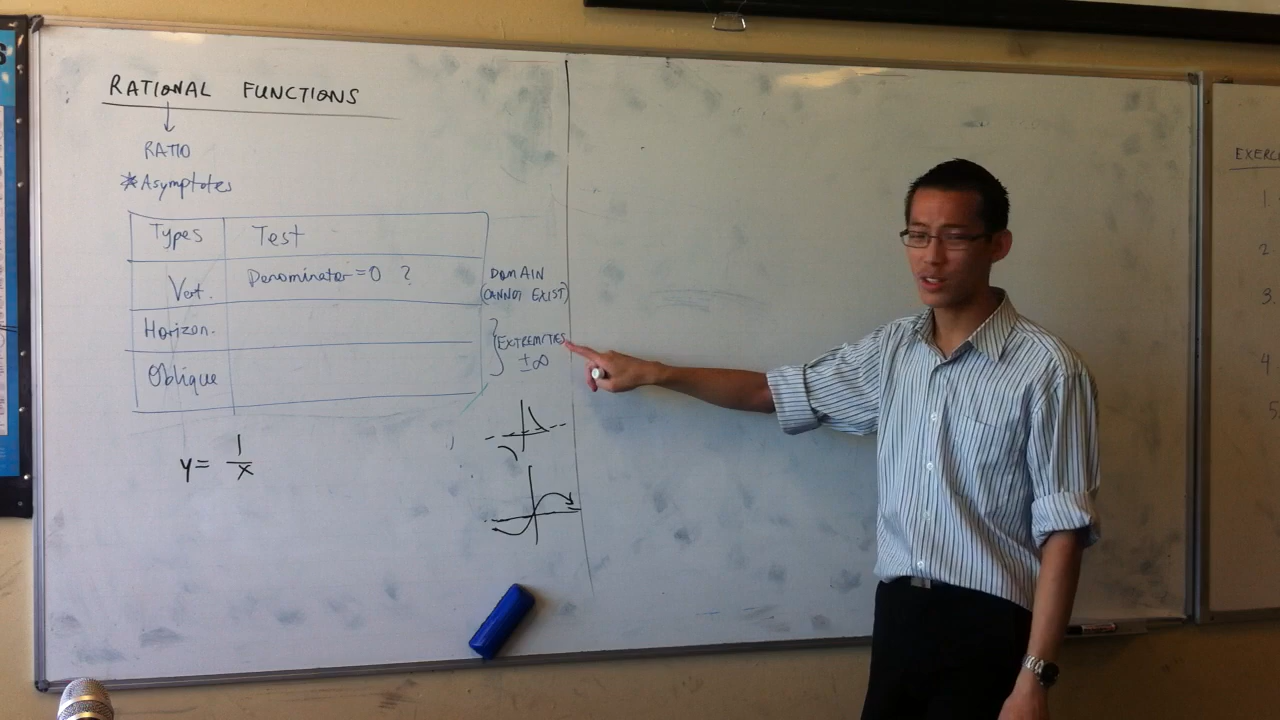 RATIONAL FUNCTIONS
RATIO
*Asymptotes
Types Test
Vert. Denominator = 0 ?
DOMAIN
(CANNOT EXIST)
Horizon.
EXTREMITIES
±∞
Oblique
y = 1/x
EXERC
1.
2.
3.
4
5
S